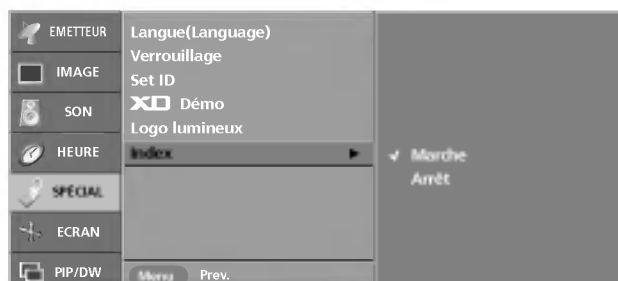 EMETTEUR
IMAGE
SON
HEURE
SPÉCIAL
ECRAN
PIP/DW
Langue(Language)
Verrouillage
Set ID
XD Démo
Logo lumineux
Index
Menu Prev.
Marche
Arrêt